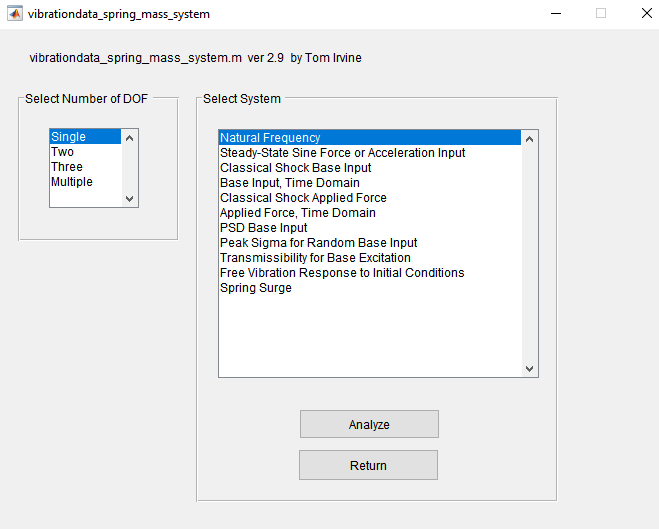 vibrationdata_spring_mass_system
vibrationdata_spring_mass_system.m ver 2.9 by Tom Irvine
Select Number of DOF
Single
Two
Three
Multiple
Select System
Natural Frequency
Steady-State Sine Force or Acceleration Input
Classical Shock Base Input
Base Input, Time Domain
Classical Shock Applied Force
Applied Force, Time Domain
PSD Base Input
Peak Sigma for Random Base Input
Transmissibility for Base Excitation
Free Vibration Response to Initial Conditions
Spring Surge
Analyze
Return